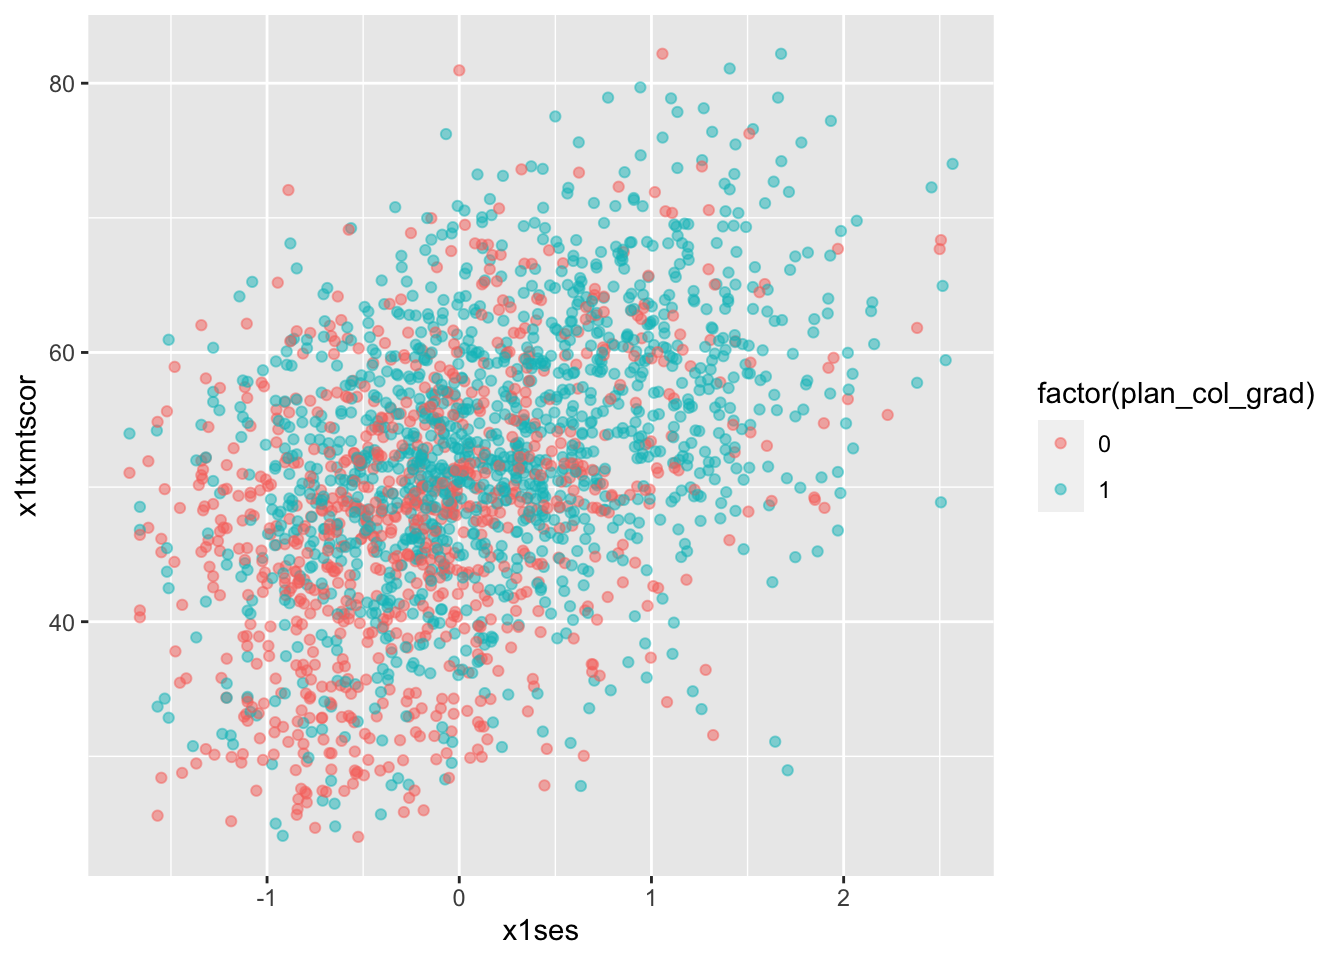 80
60
40
x1txmtscor
-1 0 1 2
x1ses
factor(plan_col_grad)
0
1